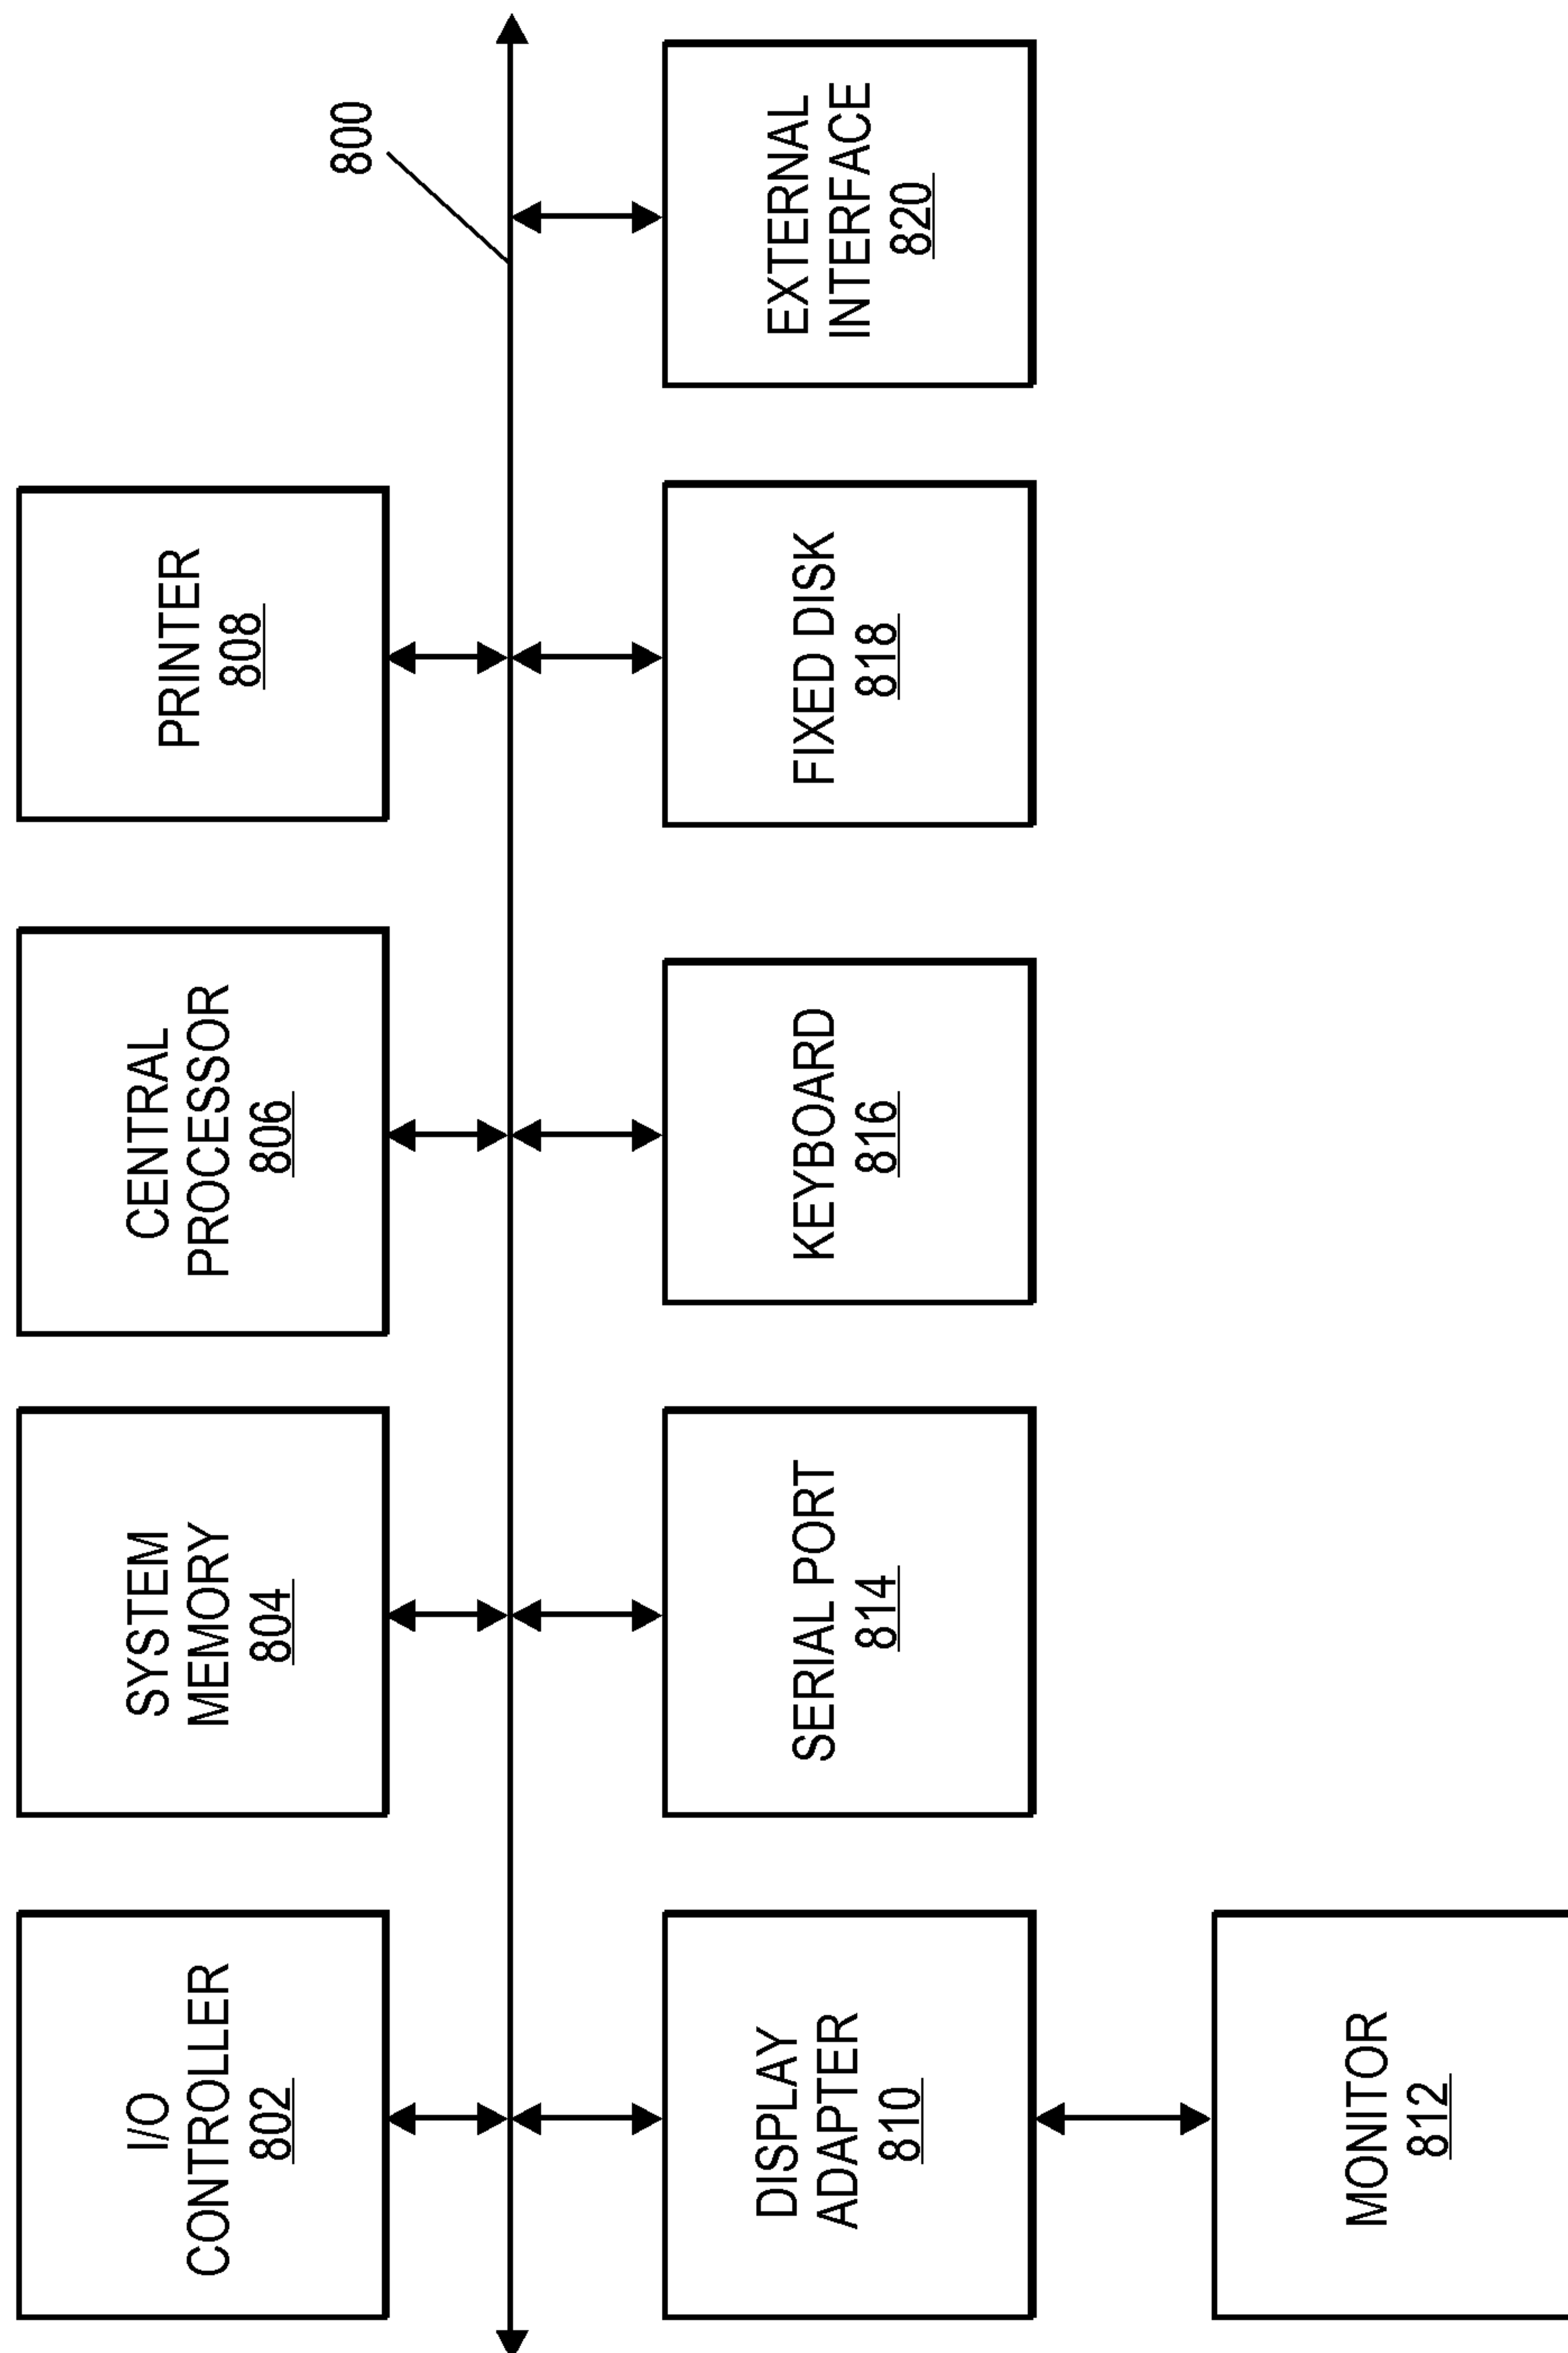 I/O
CONTROLLER
802
SYSTEM
MEMORY
804
CENTRAL
PROCESSOR
806
PRINTER
808
800
DISPLAY
ADAPTER
810
SERIAL PORT
814
KEYBOARD
816
FIXED DISK
818
EXTERNAL
INTERFACE
820
MONITOR
812